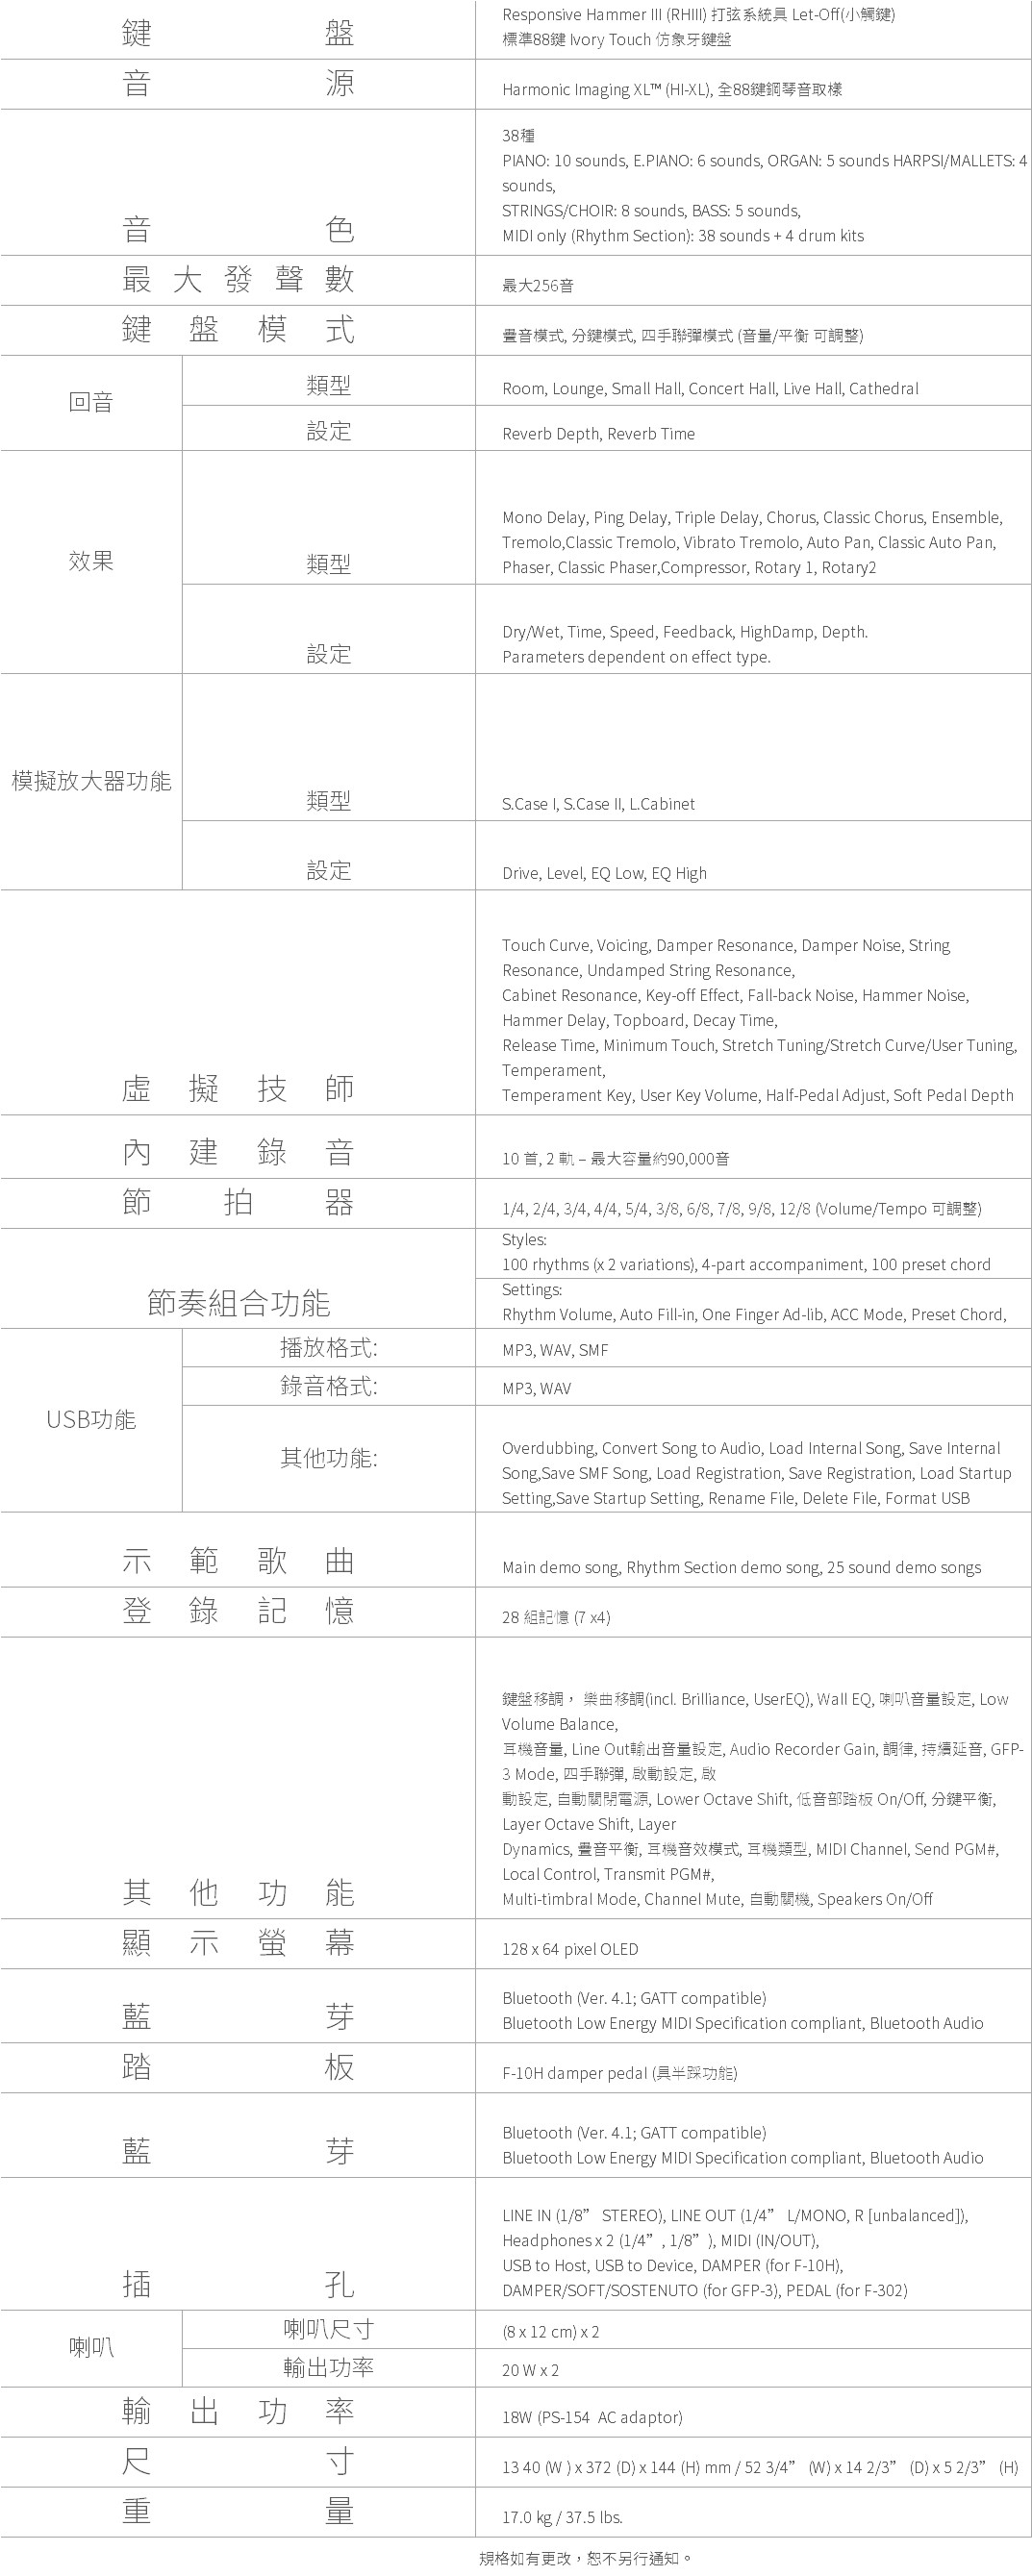 鍵盤
Responsive Hammer III (RHIII) 打弦系統具 Let-Off(小觸鍵)
標準88鍵 Ivory Touch 仿象牙鍵盤
音源
Harmonic Imaging XL™ (HI-XL), 全88鍵鋼琴音取樣
音色
38種
PIANO: 10 sounds, E.PIANO: 6 sounds, ORGAN: 5 sounds HARPSI/MALLETS: 4
sounds,
STRINGS/CHOIR: 8 sounds, BASS: 5 sounds,
MIDI only (Rhythm Section): 38 sounds + 4 drum kits
最大發聲數
最大256音
鍵盤模式
疊音模式, 分鍵模式, 四手聯彈模式 (音量/平衡 可調整)
回音
類型
Room, Lounge, Small Hall, Concert Hall, Live Hall, Cathedral
設定
Reverb Depth, Reverb Time
效果
類型
Mono Delay, Ping Delay, Triple Delay, Chorus, Classic Chorus, Ensemble,
Tremolo,Classic Tremolo, Vibrato Tremolo, Auto Pan, Classic Auto Pan,
Phaser, Classic Phaser,Compressor, Rotary 1, Rotary2
設定
Dry/Wet, Time, Speed, Feedback, HighDamp, Depth.
Parameters dependent on effect type.
模擬放大器功能
類型
S.Case I, S.Case II, L.Cabinet
設定
Drive, Level, EQ Low, EQ High
虛擬技師
Touch Curve, Voicing, Damper Resonance, Damper Noise, String
Resonance, Undamped String Resonance,
Cabinet Resonance, Key-off Effect, Fall-back Noise, Hammer Noise,
Hammer Delay, Topboard, Decay Time,
Release Time, Minimum Touch, Stretch Tuning/Stretch Curve/User Tuning,
Temperament,
Temperament Key, User Key Volume, Half-Pedal Adjust, Soft Pedal Depth
內建錄音
10 首, 2 軌 – 最大容量約90,000音
節拍器
1/4, 2/4, 3/4, 4/4, 5/4, 3/8, 6/8, 7/8, 9/8, 12/8 (Volume/Tempo 可調整)
節奏組合功能
Styles:
100 rhythms (x 2 variations), 4-part accompaniment, 100 preset chord
Settings:
Rhythm Volume, Auto Fill-in, One Finger Ad-lib, ACC Mode, Preset Chord,
USB功能
播放格式:
MP3, WAV, SMF
錄音格式:
MP3, WAV
其他功能:
Overdubbing, Convert Song to Audio, Load Internal Song, Save Internal
Song,Save SMF Song, Load Registration, Save Registration, Load Startup
Setting,Save Startup Setting, Rename File, Delete File, Format USB
示範歌曲
Main demo song, Rhythm Section demo song, 25 sound demo songs
登錄記憶
28 組記憶 (7 x4)
其他功能
鍵盤移調， 樂曲移調(incl. Brilliance, UserEQ), Wall EQ, 喇叭音量設定, Low
Volume Balance,
耳機音量, Line Out輸出音量設定, Audio Recorder Gain, 調律, 持續延音, GFP-
3 Mode, 四手聯彈, 啟動設定, 啟
動設定, 自動關閉電源, Lower Octave Shift, 低音部踏板 On/Off, 分鍵平衡,
Layer Octave Shift, Layer
Dynamics, 疊音平衡, 耳機音效模式, 耳機類型, MIDI Channel, Send PGM#,
Local Control, Transmit PGM#,
Multi-timbral Mode, Channel Mute, 自動關機, Speakers On/Off
顯示螢幕
128 x 64 pixel OLED
藍芽
Bluetooth (Ver. 4.1; GATT compatible)
Bluetooth Low Energy MIDI Specification compliant, Bluetooth Audio
踏板
F-10H damper pedal (具半踩功能)
藍芽
Bluetooth (Ver. 4.1; GATT compatible)
Bluetooth Low Energy MIDI Specification compliant, Bluetooth Audio
插孔
LINE IN (1/8” STEREO), LINE OUT (1/4” L/MONO, R [unbalanced]),
Headphones x 2 (1/4”, 1/8”), MIDI (IN/OUT),
USB to Host, USB to Device, DAMPER (for F-10H),
DAMPER/SOFT/SOSTENUTO (for GFP-3), PEDAL (for F-302)
喇叭
喇叭尺寸
(8 x 12 cm) x 2
輸出功率
20 W x 2
輸出功率
18W (PS-154 AC adaptor)
尺寸
13 40 (W ) x 372 (D) x 144 (H) mm / 52 3/4” (W) x 14 2/3” (D) x 5 2/3” (H)
重量
17.0 kg / 37.5 lbs.
規格如有更改，恕不另行通知。